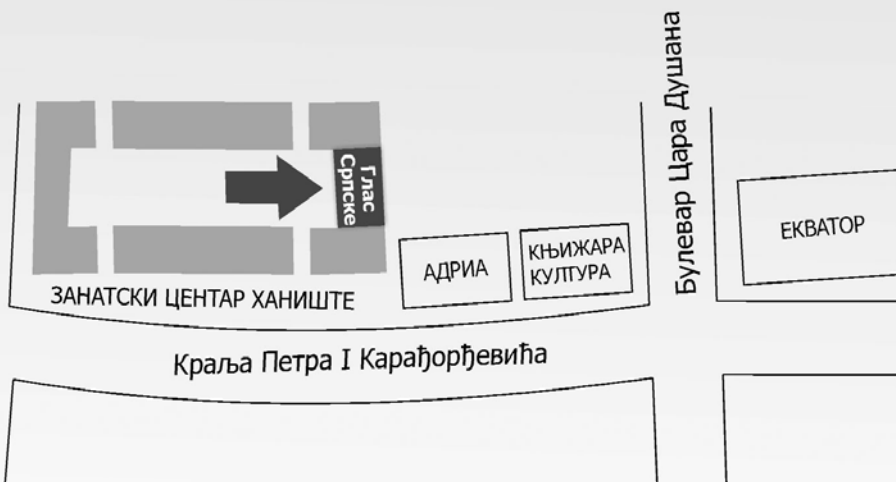 Булевар Цара Душана
Глас
Српске
ЕКВАТОР
КЊИЖАРА
КУЛТУРА
АДРИА
ЗАНАТСКИ ЦЕНТАР ХАНИШТЕ
Краља Петра I Карађорђевића